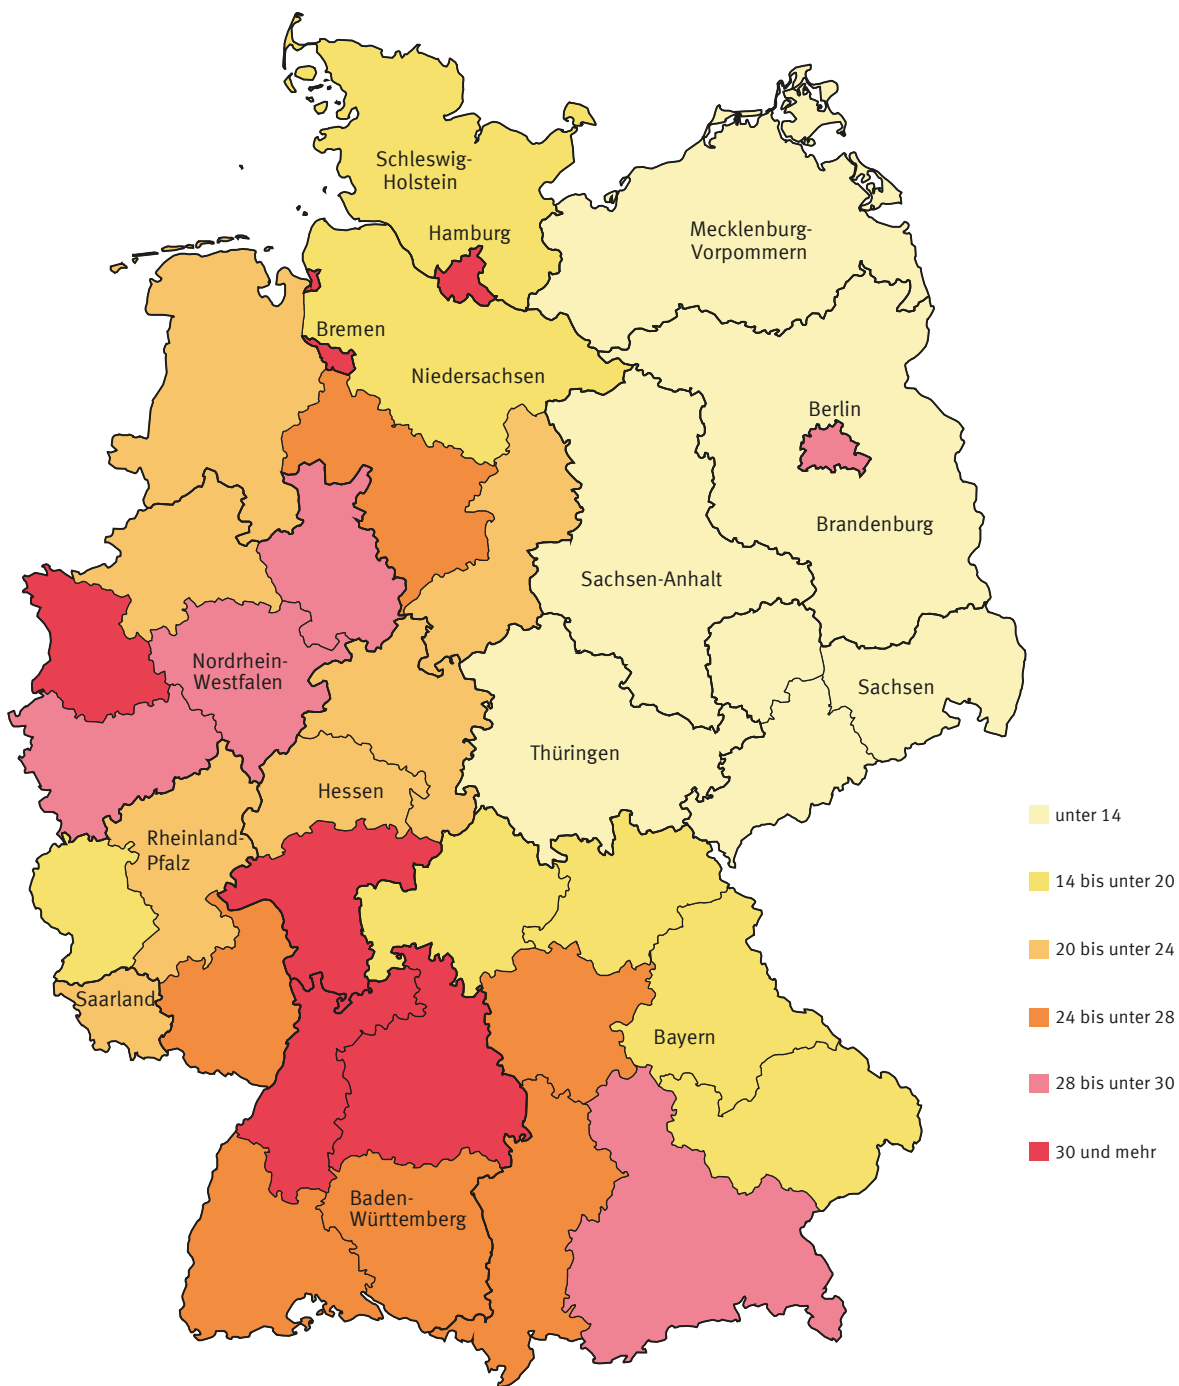 Schleswig-
Holstein
Hamburg
Mecklenburg-
Vorpommern
Bremen
Niedersachsen
Berlin
Brandenburg
Sachsen-Anhalt
Nordrhein-
Westfalen
Sachsen
Thüringen
Hessen
Rheinland-
Pfalz
Saarland
Bayern
Baden-
Württemberg
unter 14
14 bis unter 20
20 bis unter 24
24 bis unter 28
28 bis unter 30
30 und mehr